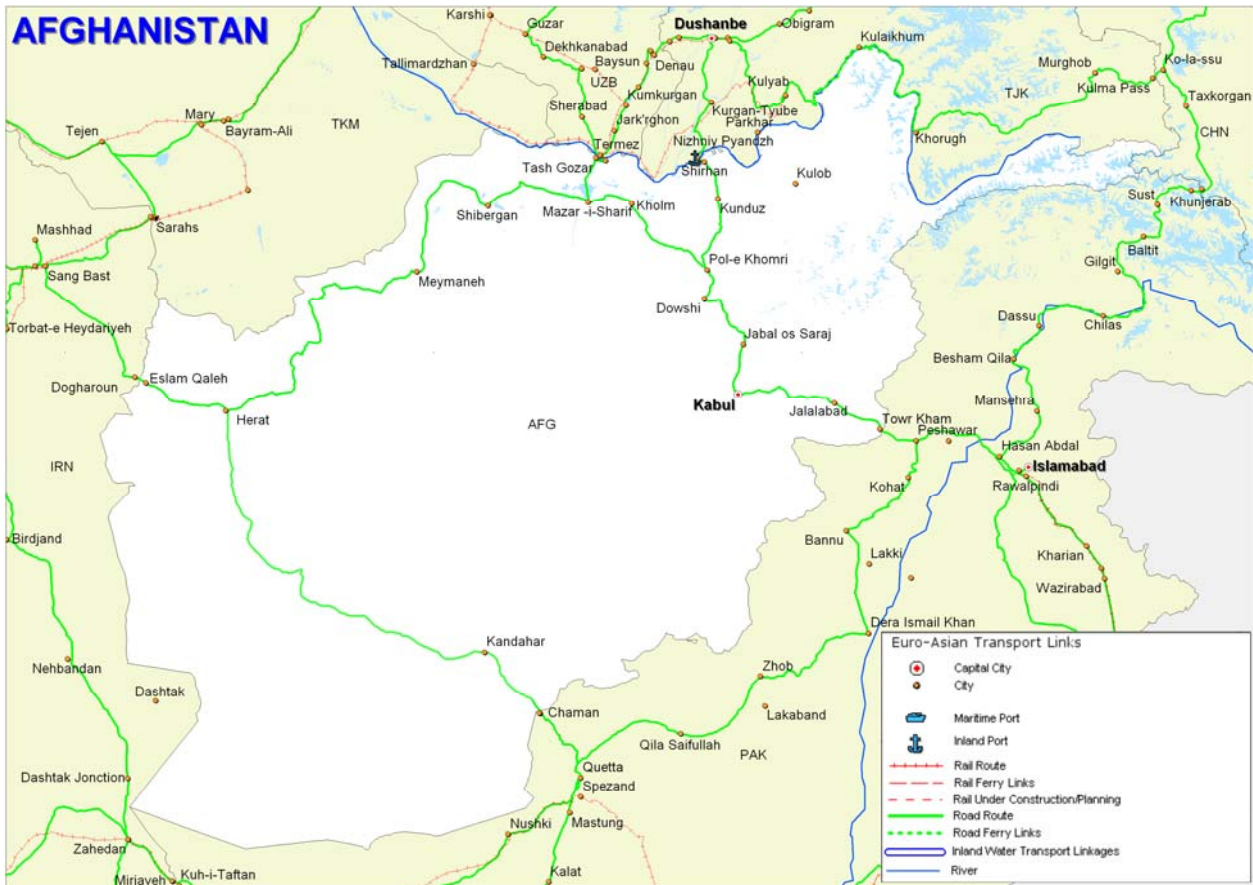 AFGHANISTAN
Karshi
Guzar
Dushanbe
Obigram
Dekhkanabad
Kulaikhum
Tallimardzhan
Baysun
Denau
UZB
Murghob
Ko-la-ssu
Kulyab
Kulma Pass
TJK
Sherabad
Kumkurgan
Kurgan-Tyube
Taxkorgan
Mary
Bayram-Ali
TKM
Jark'rghon
Parkhar
Khorugh
CHN
Tejen
Termez
Nizhniy Pyandzh
Tash Gozar
Shirhan
Kulob
Sust
Khunjerab
Shibergan
Mazar -i-Sharif
Kholm
Kunduz
Mashhad
Sarahs
Baltit
Sang Bast
Pol-e Khomri
Gilgit
Meymaneh
Dowshi
Torbat-e Heydariyeh
Dassu
Chilas
Jabal os Saraj
Besham Qila
Dogharoun
Eslam Qaleh
Kabul
Jalalabad
Mansehra
Herat
AFG
Towr Kham
Peshawar
Hasan Abdal
IRN
Islamabad
Kohat
Rawalpindi
Birdjand
Bannu
Lakki
Kharian
Wazirabad
Dera Ismail Khan
Kandahar
Nehbandan
Zhob
Dashtak
Chaman
Lakaband
Qila Saifullah
PAK
Dashtak Jonction
Quetta
Spezand
Nushki
Mastung
Zahedan
Mirjaveh
Kuh-i-Taftan
Kalat
Euro-Asian Transport Links
Capital City
City
Maritime Port
Inland Port
Rail Route
Rail Ferry Links
Rail Under Construction/Planning
Road Route
Road Ferry Links
Inland Water Transport Linkages
River